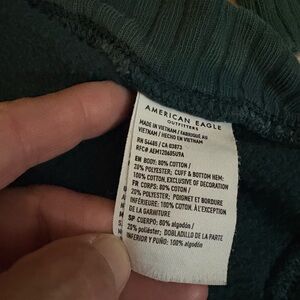 AMERICAN EAGLE
OUTFITTERS
MADE IN VIETNAM / FABRIQUÉ AU
VIETNAM / HECHO EN VIETNAM
RN 54485 / CA 03873
RFC# AEM120605U9A
EN BODY: 80% COTTON /
20% POLYESTER; CUFF & BOTTOM HEM:
100% COTTON, EXCLUSIVE OF DECORATION
FR CORPS: 80% COTON /
20% POLYESTER; POIGNET ET BORDURE
INFÉRIEURE: 100% COTON, À L'EXCEPTION
DE LA GARNITURE
SP CUERPO: 80% algodón /
20% poliéster; DOBLADILLO DE LA PARTE
INFERIOR Y PUÑO: 100% algodón